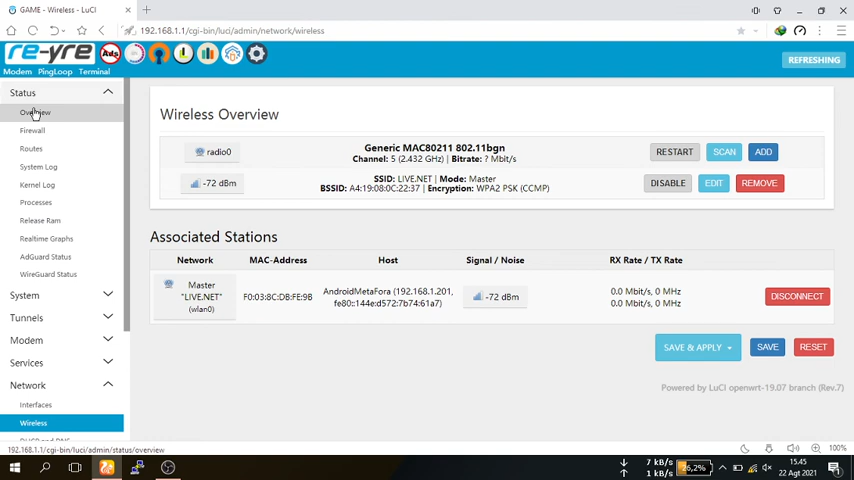 GAME - Wireless - LuCI
192.168.1.1/cgi-bin/luci/admin/network/wireless
re-yre
Ads
Modem PingLoop Terminal
REFRESHING
Status
Overview
Firewall
Routes
System Log
Kernel Log
Processes
Release Ram
Realtime Graphs
AdGuard Status
WireGuard Status
System
Tunnels
Modem
Services
Network
Interfaces
Wireless
DHCP and DNS
Wireless Overview
radio0
Generic MAC80211 802.11bgn
Channel: 5 (2.432 GHz) | Bitrate: ? Mbit/s
RESTART SCAN ADD
-72 dBm
SSID: LIVE.NET | Mode: Master
BSSID: A4:19:08:0C:22:37 | Encryption: WPA2 PSK (CCMP)
DISABLE EDIT REMOVE
Associated Stations
Network MAC-Address Host Signal / Noise RX Rate / TX Rate
Master
"LIVE.NET"
(wlan0)
F0:03:8C:DB:FE:9B
AndroidMetaFora (192.168.1.201,
fe80::144e:d572:7b74:61a7)
-72 dBm
0.0 Mbit/s, 0 MHz
0.0 Mbit/s, 0 MHz
DISCONNECT
SAVE & APPLY SAVE RESET
Powered by LuCI openwrt-19.07 branch (Rev.7)
192.168.1.1/cgi-bin/luci/admin/status/overview
100%
7 kB/s
1 kB/s
26,2%
15.45
22 Agt 2021